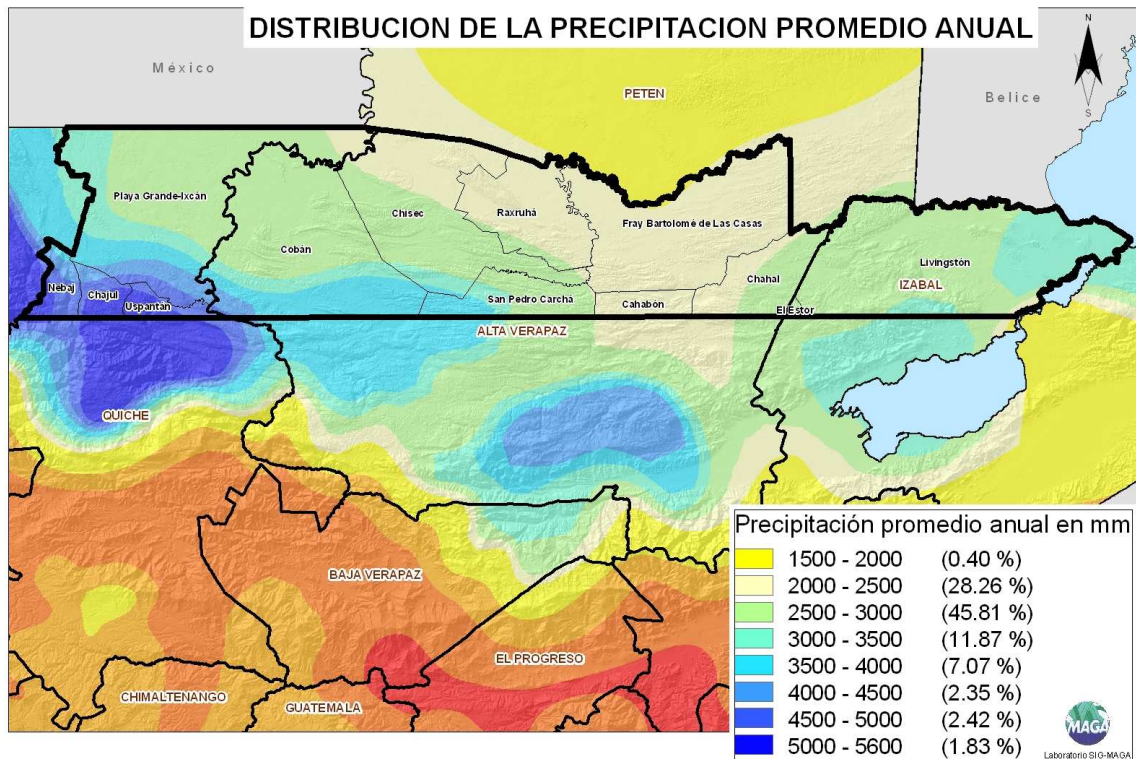 DISTRIBUCION DE LA PRECIPITACION PROMEDIO ANUAL
N
S
México
Belice
PETEN
Playa Grande-Ixcán
Chisec
Raxruhá
Fray Bartolomé de Las Casas
Cobán
Livingstón
IZABAL
Chahal
Nebaj
Chajul
Uspantán
San Pedro Carchá
Cahabón
El Estor
ALTA VERAPAZ
QUICHE
BAJA VERAPAZ
EL PROGRESO
CHIMALTENANGO
GUATEMALA
Precipitación promedio anual en mm
1500 - 2000 (0.40 %)
2000 - 2500 (28.26 %)
2500 - 3000 (45.81 %)
3000 - 3500 (11.87 %)
3500 - 4000 (7.07 %)
4000 - 4500 (2.35 %)
4500 - 5000 (2.42 %)
5000 - 5600 (1.83 %)
MAGA
Laboratorio SIG-MAGA